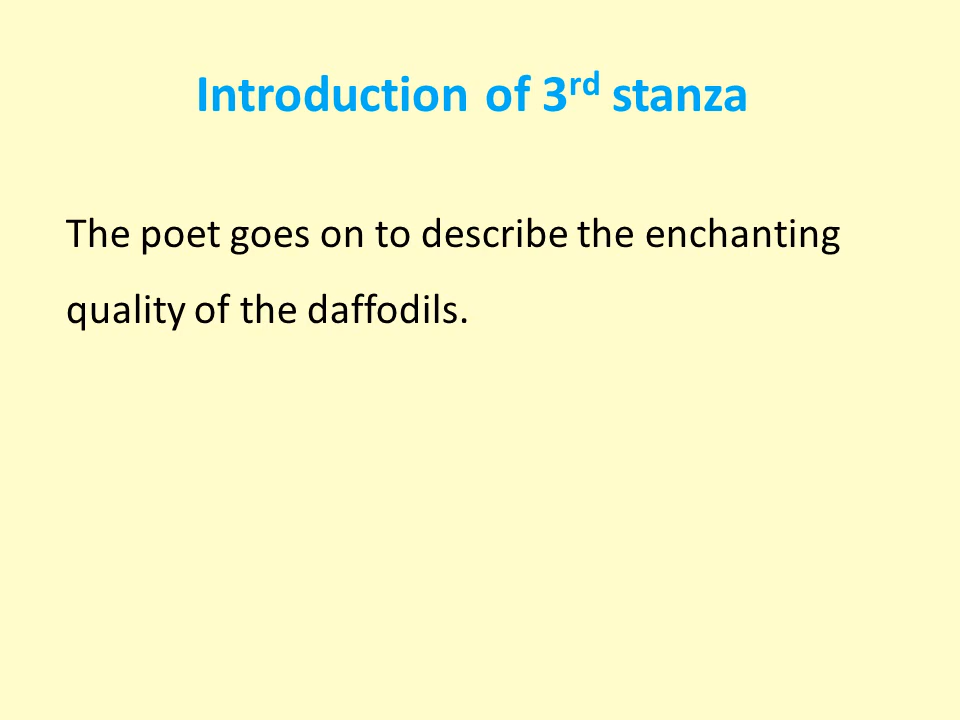 Introduction of 3rd stanza
The poet goes on to describe the enchanting
quality of the daffodils.